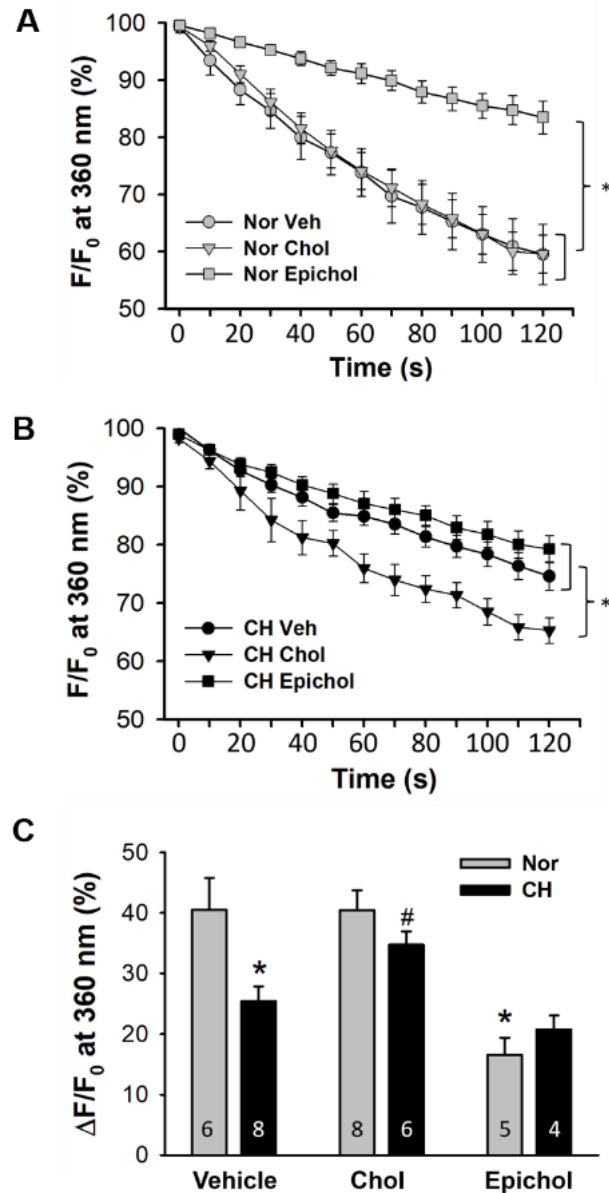 A
F/F0 at 360 nm (%)
100
90
80
70
60
50
Nor Veh
Nor Chol
Nor Epichol
*
0 20 40 60 80 100 120
Time (s)
B
F/F0 at 360 nm (%)
100
90
80
70
60
50
CH Veh
CH Chol
CH Epichol
*
0 20 40 60 80 100 120
Time (s)
C
ΔF/F0 at 360 nm (%)
50
40
30
20
10
0
Nor
CH
* # *
6 8 8 6 5 4
Vehicle Chol Epichol